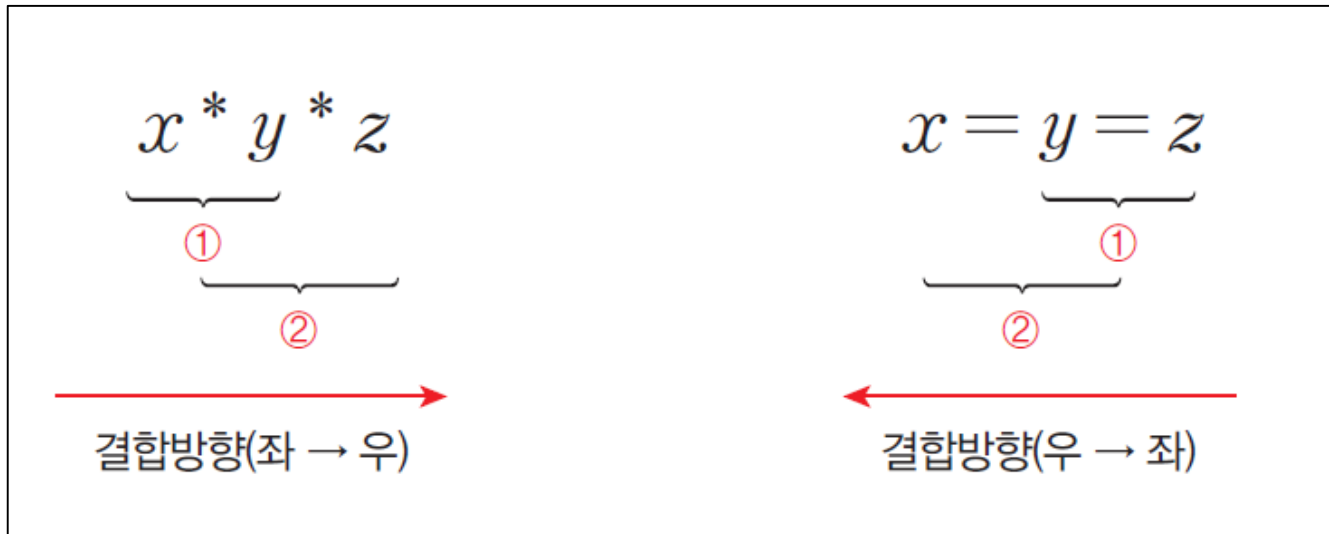 x * y * z
①
②
결합방향(좌 → 우)
x = y = z
①
②
결합방향(우 → 좌)